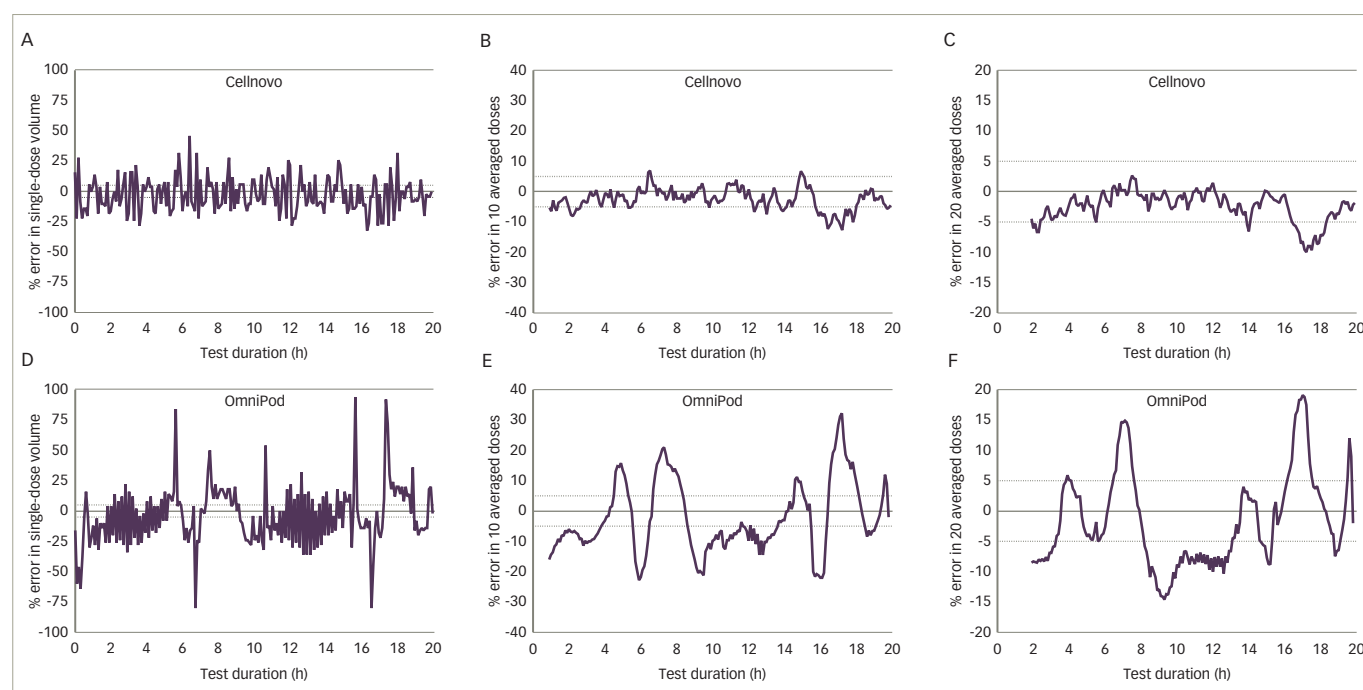 A
Cellnovo
% error in single-dose volume
100
75
50
25
0
-25
-50
-75
-100
0 2 4 6 8 10 12 14 16 18 20
Test duration (h)
B
Cellnovo
% error in 10 averaged doses
40
30
20
10
0
-10
-20
-30
-40
0 2 4 6 8 10 12 14 16 18 20
Test duration (h)
C
Cellnovo
% error in 20 averaged doses
20
15
10
5
0
-5
-10
-15
-20
0 2 4 6 8 10 12 14 16 18 20
Test duration (h)
D
OmniPod
% error in single-dose volume
100
75
50
25
0
-25
-50
-75
-100
0 2 4 6 8 10 12 14 16 18 20
Test duration (h)
E
OmniPod
% error in 10 averaged doses
40
30
20
10
0
-10
-20
-30
-40
0 2 4 6 8 10 12 14 16 18 20
Test duration (h)
F
OmniPod
% error in 20 averaged doses
20
15
10
5
0
-5
-10
-15
-20
0 2 4 6 8 10 12 14 16 18 20
Test duration (h)